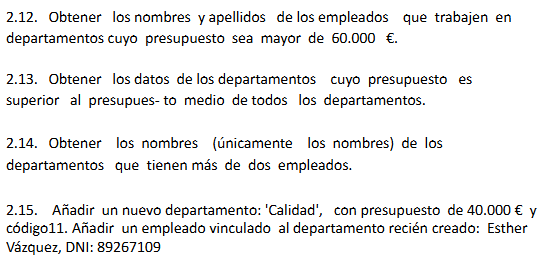 2.12. Obtener los nombres y apellidos de los empleados que trabajen en
departamentos cuyo presupuesto sea mayor de 60.000 €.
2.13. Obtener los datos de los departamentos cuyo presupuesto es
superior al presupues- to medio de todos los departamentos.
2.14. Obtener los nombres (únicamente los nombres) de los
departamentos que tienen más de dos empleados.
2.15. Añadir un nuevo departamento: 'Calidad', con presupuesto de 40.000 € y
código11. Añadir un empleado vinculado al departamento recién creado: Esther
Vázquez, DNI: 89267109